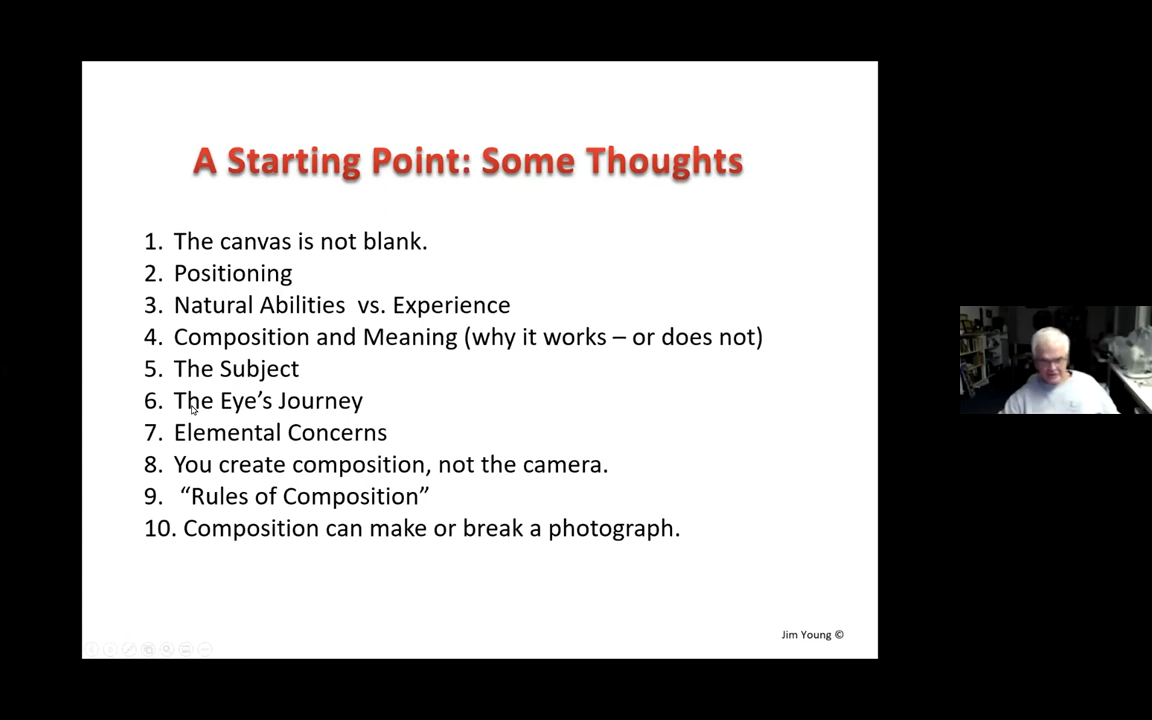 A Starting Point: Some Thoughts
1. The canvas is not blank.
2. Positioning
3. Natural Abilities  vs. Experience
4. Composition and Meaning (why it works – or does not)
5. The Subject
6. The Eye’s Journey
7. Elemental Concerns
8. You create composition, not the camera.
9.  “Rules of Composition”
10. Composition can make or break a photograph.
Jim Young ©